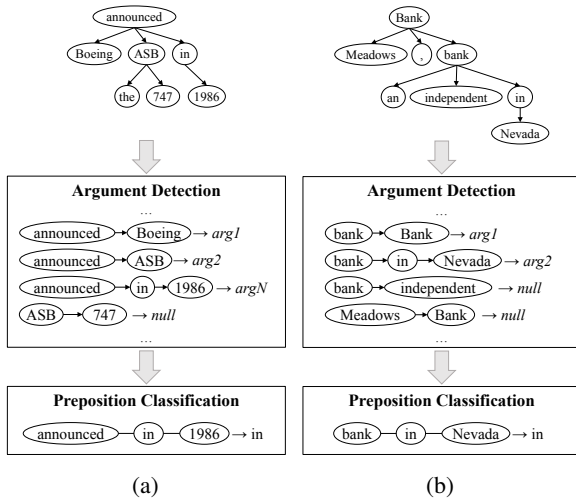 announced
Boeing ASB in
the 747 1986
Argument Detection
...
announced Boeing → arg1
announced ASB → arg2
announced in 1986 → argN
ASB 747 → null
...
Preposition Classification
announced in 1986 → in
(a)
Bank
Meadows , bank
an independent in
Nevada
Argument Detection
...
bank Bank → arg1
bank in Nevada → arg2
bank independent → null
Meadows Bank → null
...
Preposition Classification
bank in Nevada → in
(b)